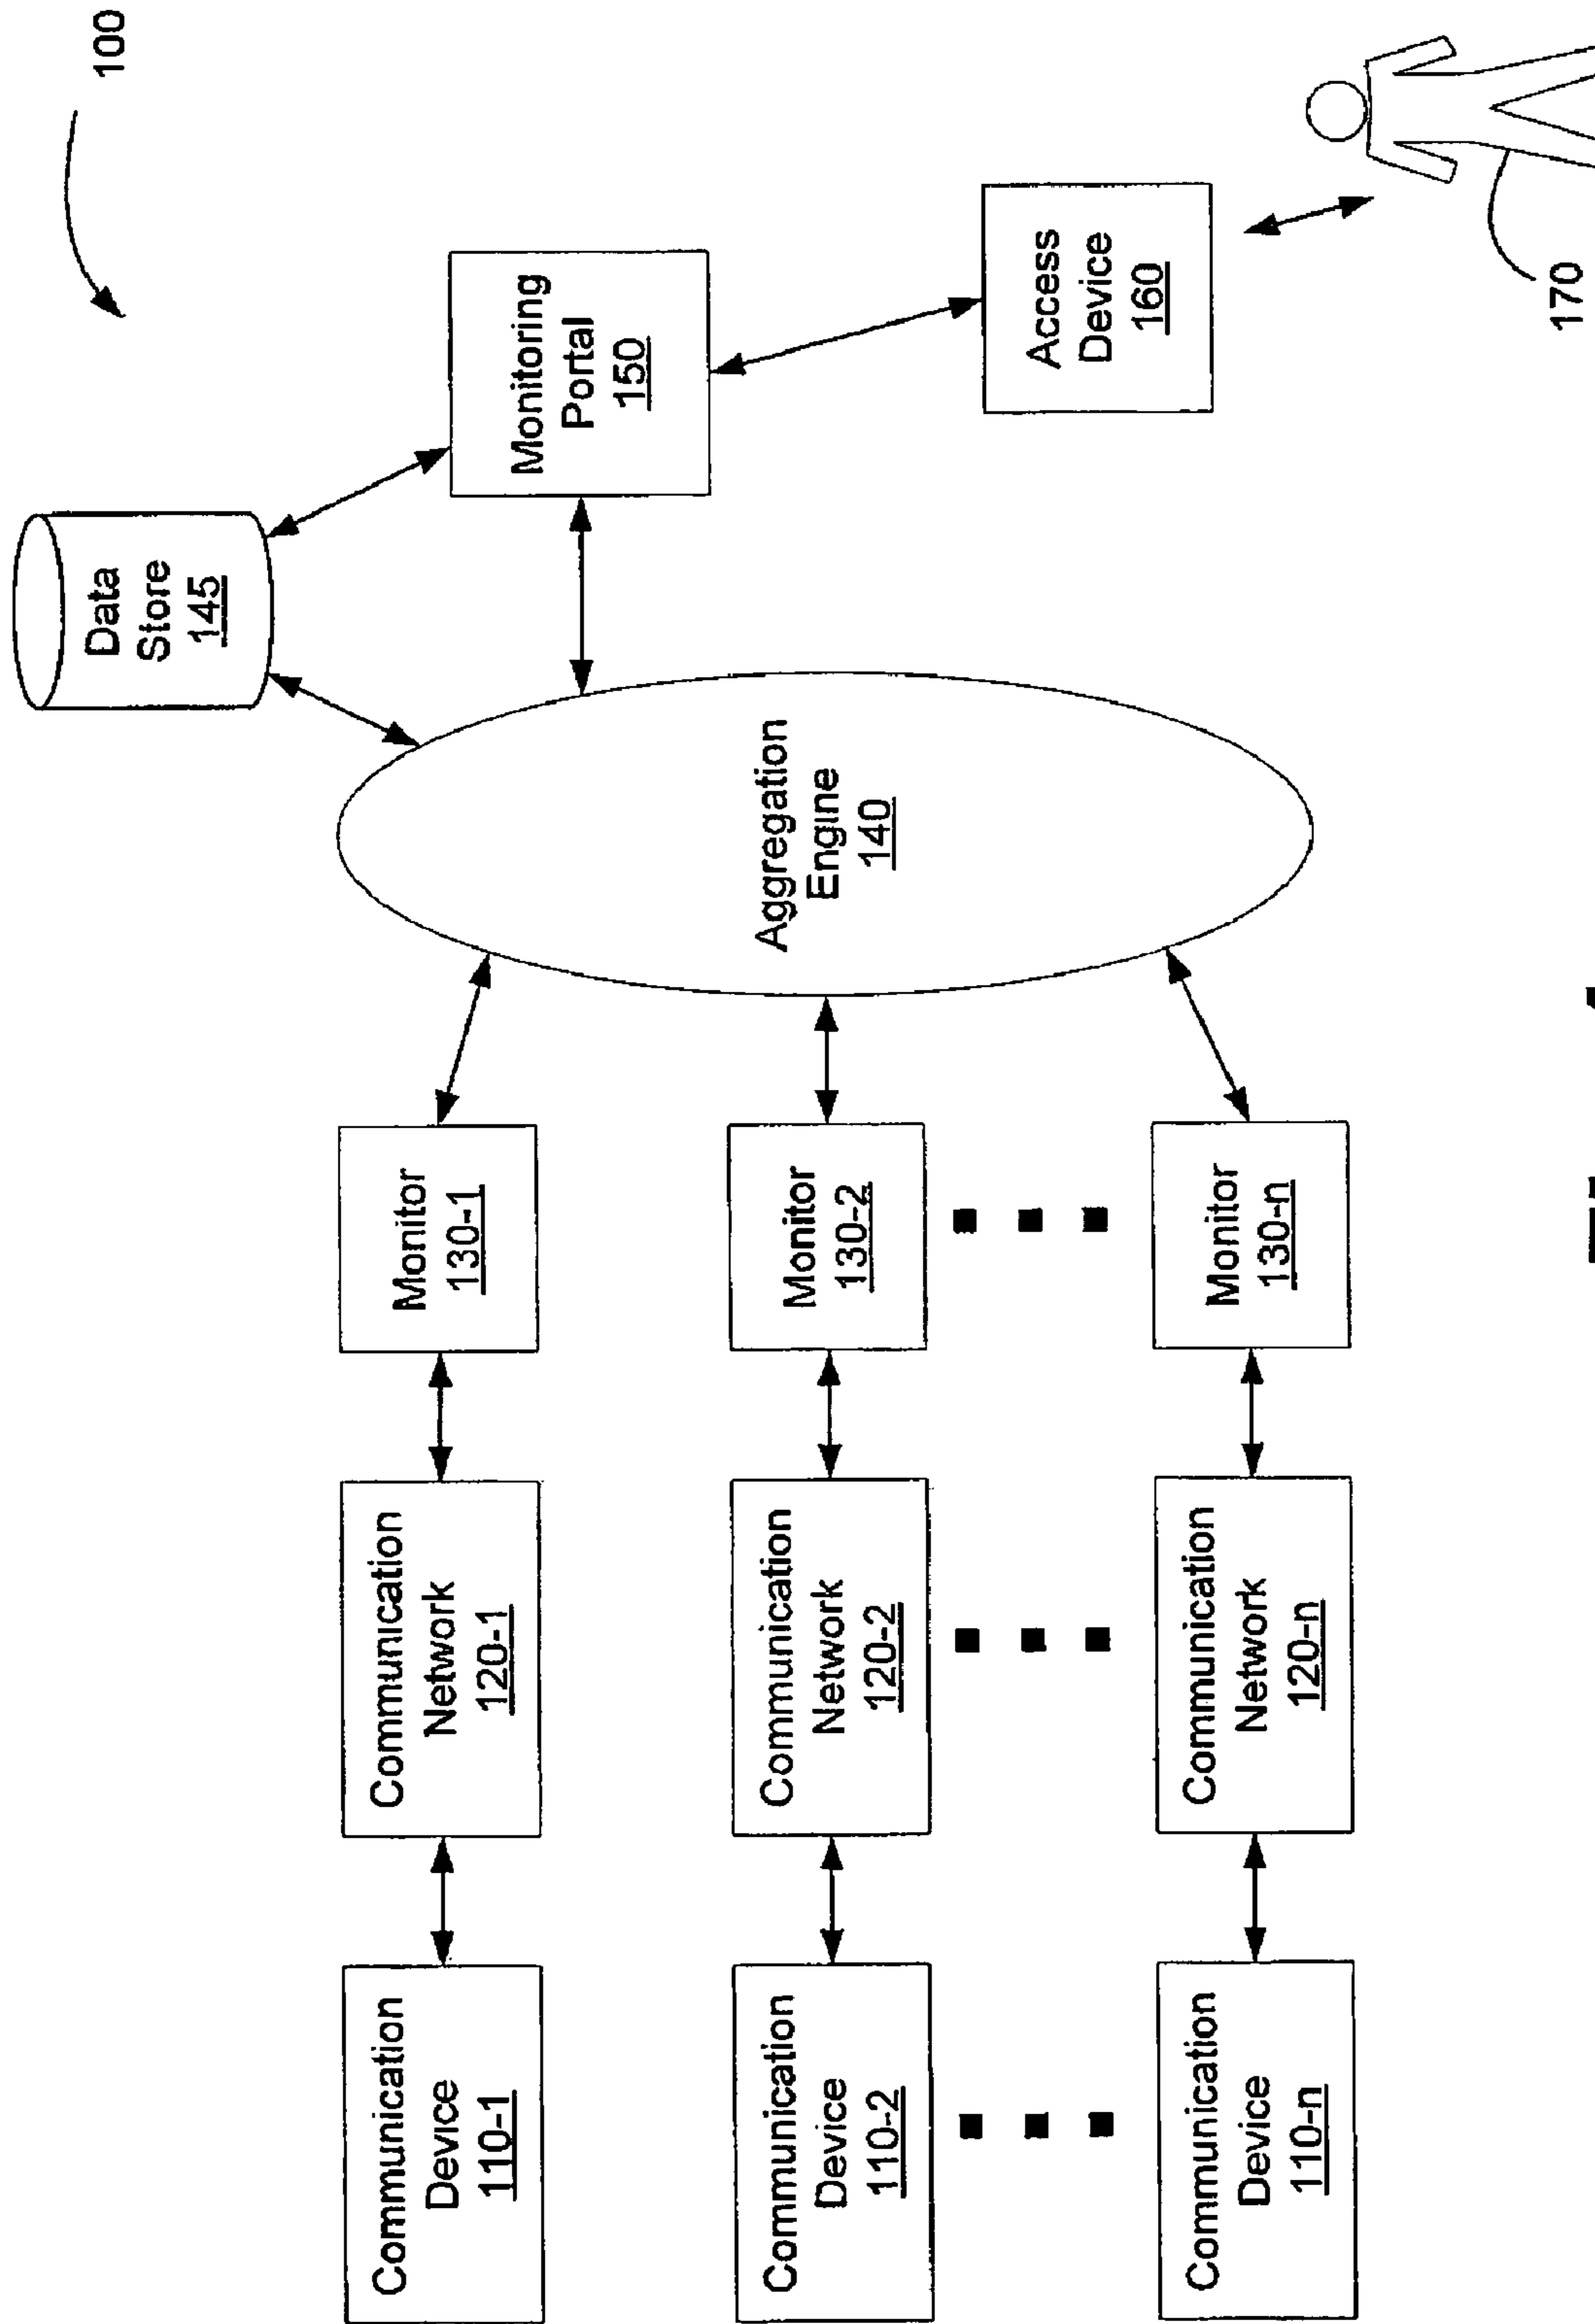 100
Data
Store
145
Monitoring
Portal
150
Aggregation
Engine
140
Access
Device
160
170
Communication
Device
110-1
Communication
Network
120-1
Monitor
130-1
Communication
Device
110-2
Communication
Network
120-2
Monitor
130-2
Communication
Device
110-n
Communication
Network
120-n
Monitor
130-n